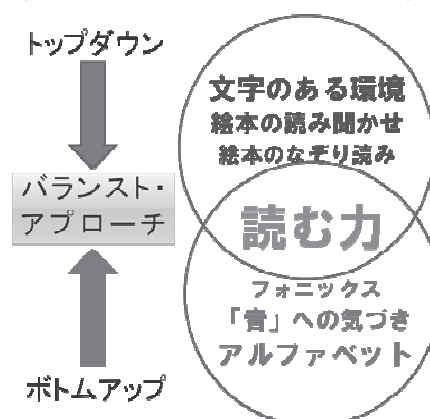 トップダウン
バランスト・
アプローチ
ボトムアップ
文字のある環境
絵本の読み聞かせ
絵本のなぞり読み
読む力
フォニックス
「音」への気づき
アルファベット